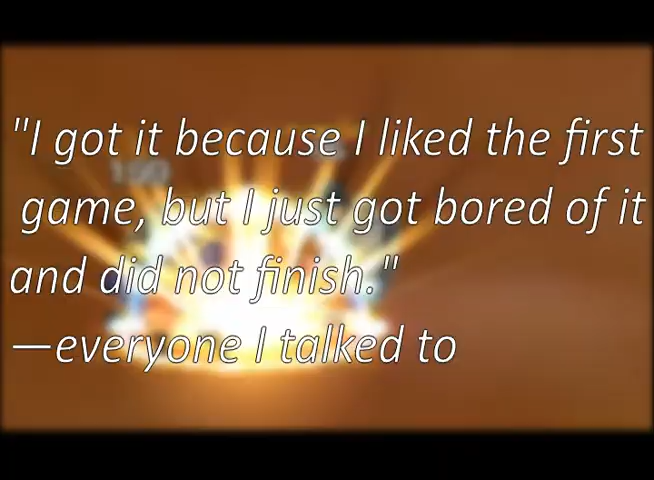 "I got it because I liked the first
game, but I just got bored of it
and did not finish."
—everyone I talked to
100